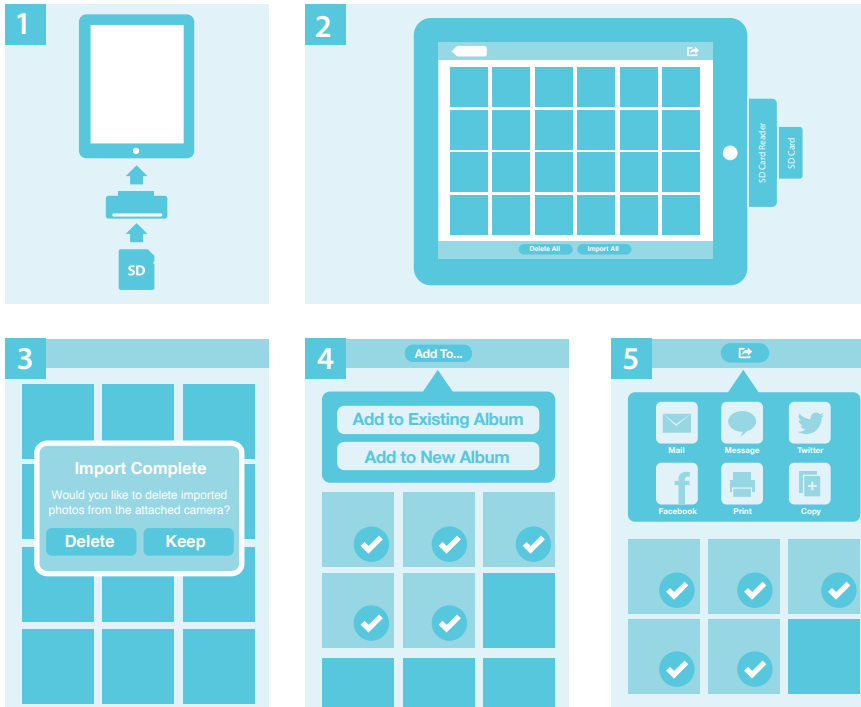 1
SD
2
SD Card Reader
SD Card
Delete All
Import All
3
Import Complete
Would you like to delete imported
photos from the attached camera?
Delete
Keep
4
Add To...
Add to Existing Album
Add to New Album
5
Mail
Message
Twitter
Facebook
Print
Copy